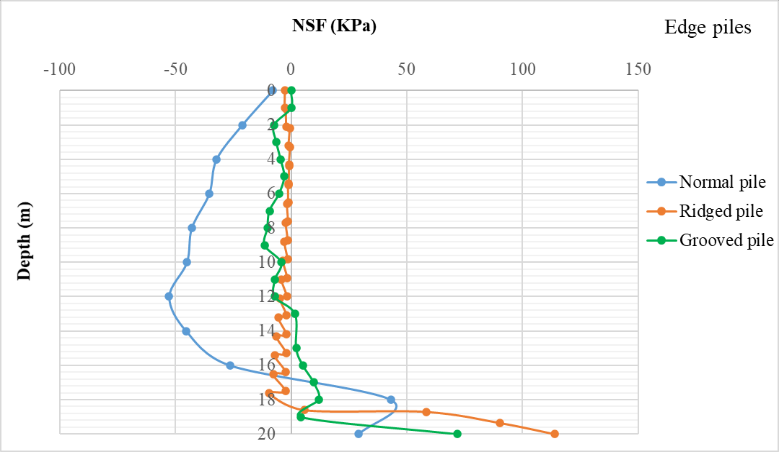 NSF (KPa)
Edge piles
-100 -50 0 50 100 150
0
2
4
6
8
10
12
14
16
18
20
Depth (m)
Normal pile
Ridged pile
Grooved pile